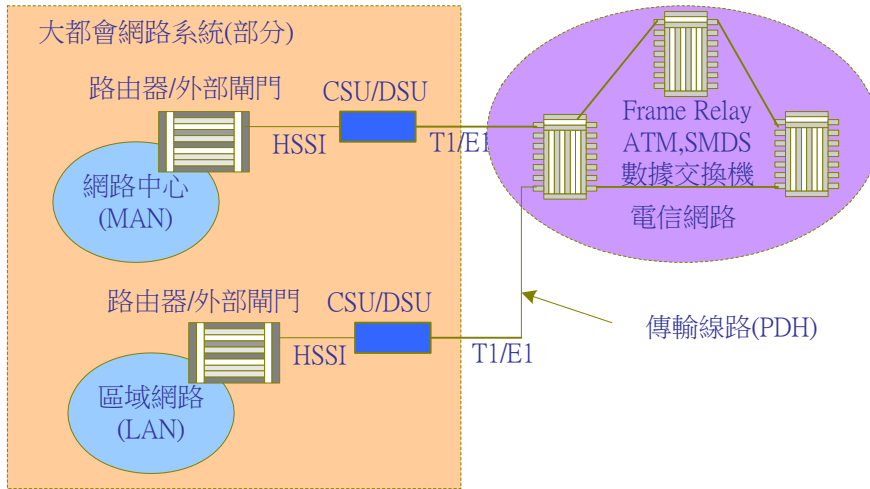 大都會網路系統(部分)
路由器/外部閘門
CSU/DSU
HSSI
T1/E1
網路中心
(MAN)
Frame Relay
ATM,SMDS
數據交換機
電信網路
路由器/外部閘門
CSU/DSU
HSSI
T1/E1
傳輸線路(PDH)
區域網路
(LAN)